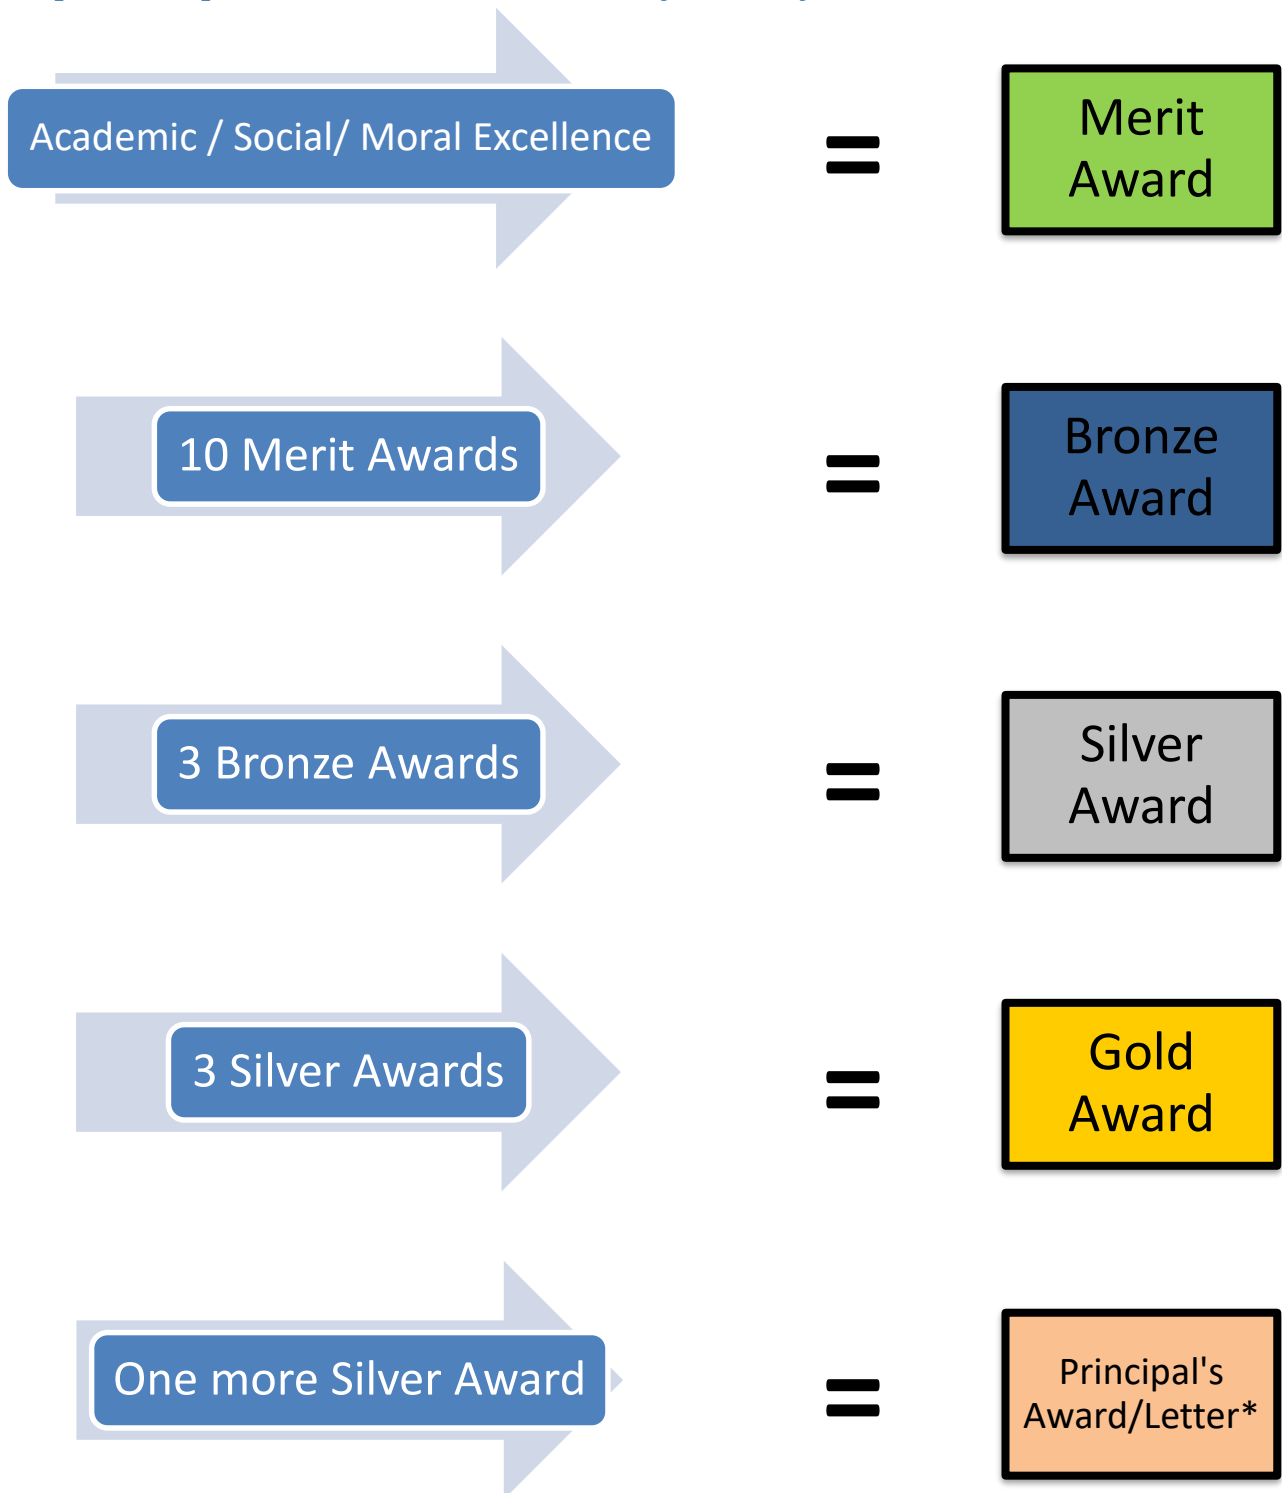 Academic / Social/ Moral Excellence
=
Merit
Award
10 Merit Awards
=
Bronze
Award
3 Bronze Awards
=
Silver
Award
3 Silver Awards
=
Gold
Award
One more Silver Award
=
Principal's
Award/Letter*